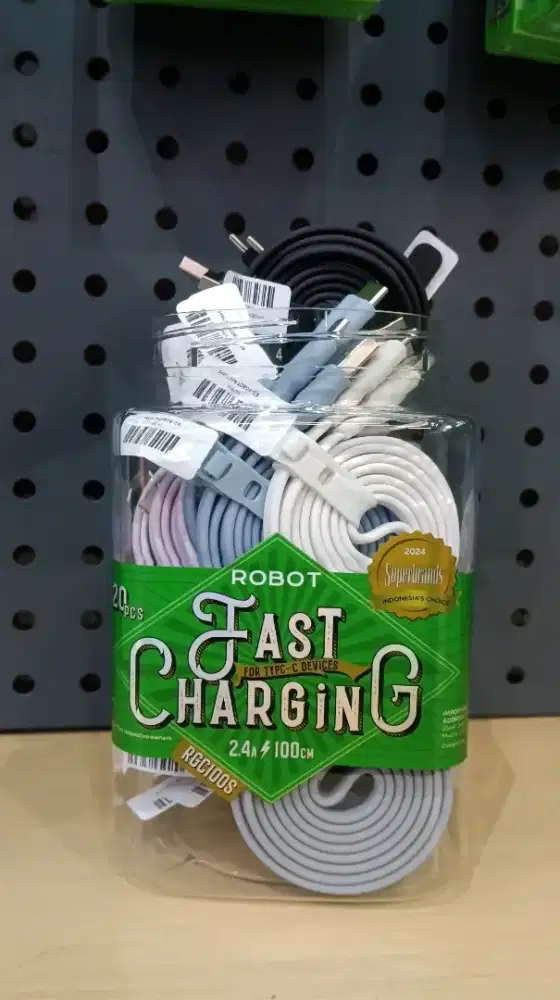 2024
Superbrands
INDONESIA'S CHOICE
ROBOT
20PCS
FAST
FOR TYPE-C DEVICES
CHARGiNG
2.4A 100CM
RGC100S